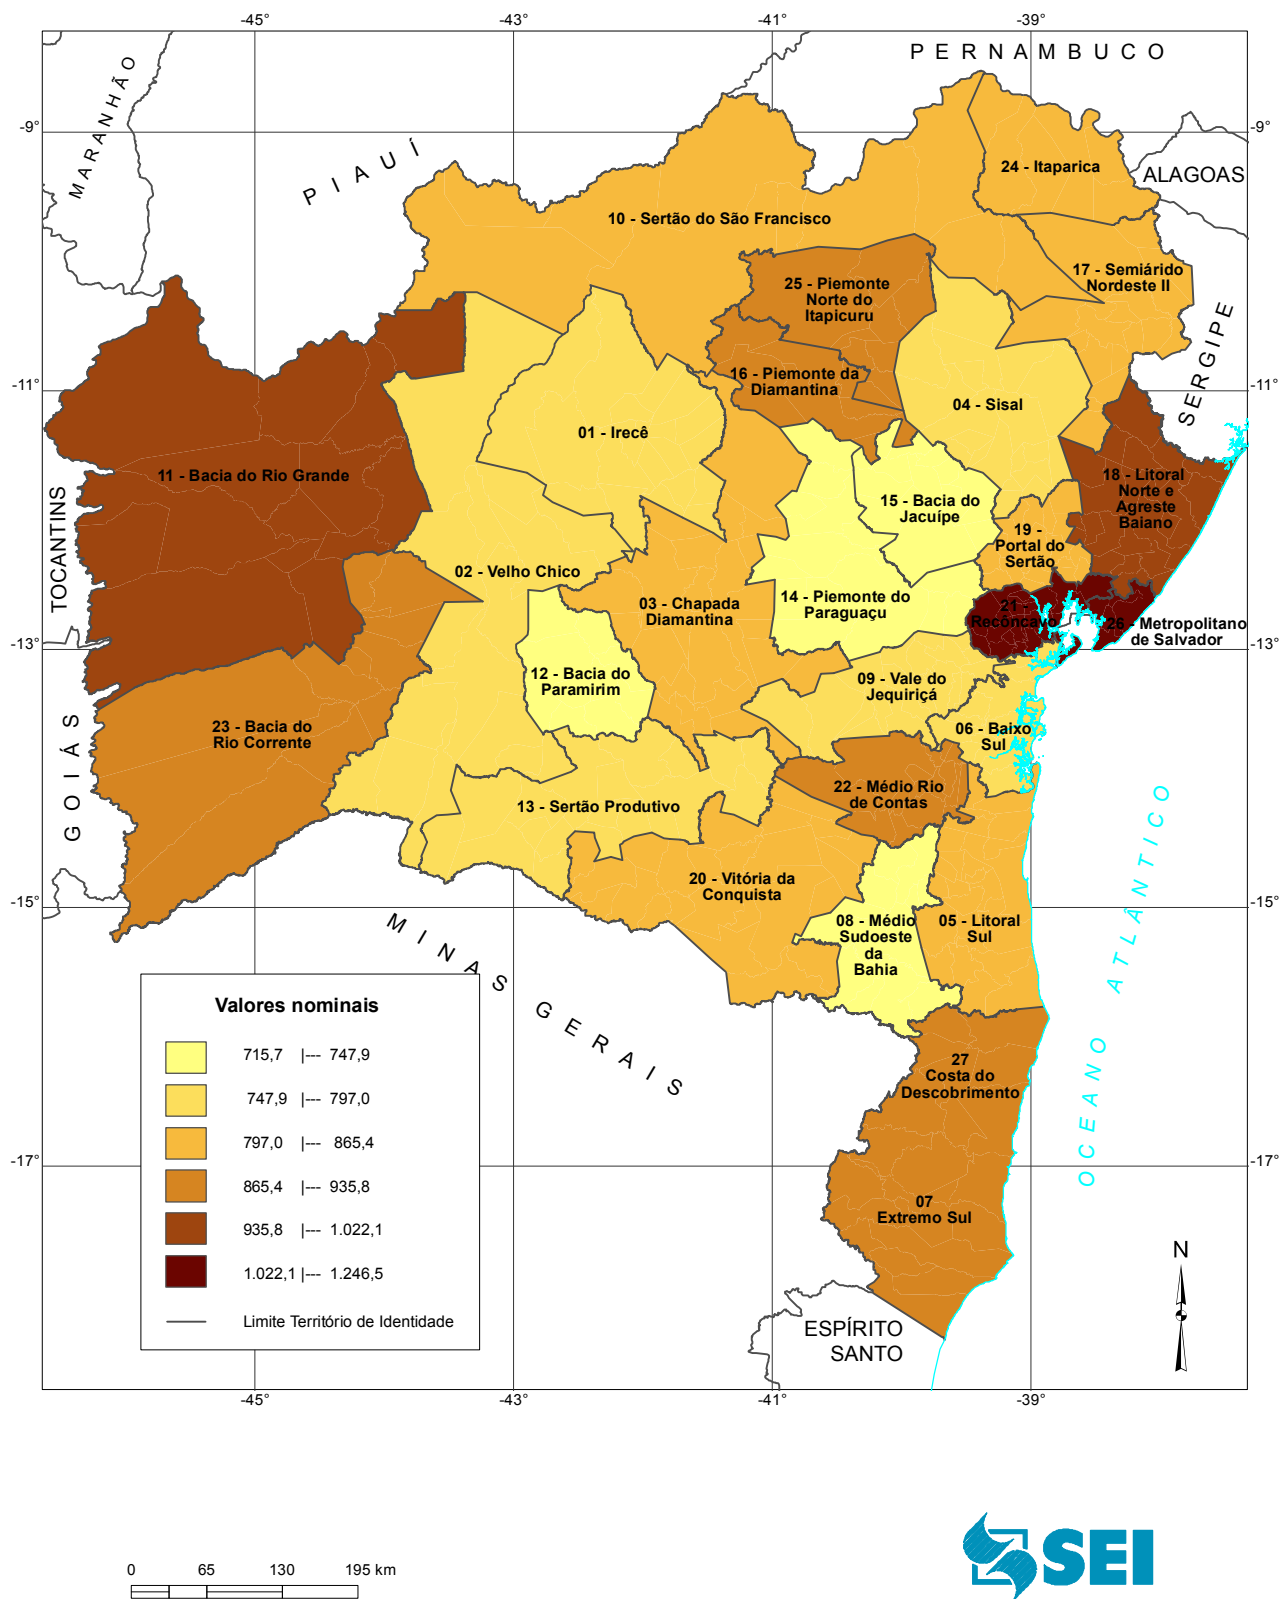 -45°
-43°
-41°
-39°
PERNAMBUCO
MARANHÃO
-9°
-9°
PIAUÍ
ALAGOAS
24 - Itaparica
10 - Sertão do São Francisco
17 - Semiárido
Nordeste II
25 - Piemonte
Norte do
Itapicuru
SERGIPE
16 - Piemonte da
Diamantina
-11°
-11°
04 - Sisal
01 - Irecê
11 - Bacia do Rio Grande
18 - Litoral
Norte e
Agreste
Baiano
15 - Bacia do
Jacuípe
TOCANTINS
19 -
Portal do
Sertão
02 - Velho Chico
03 - Chapada
Diamantina
14 - Piemonte do
Paraguaçu
21 -
Recôncavo
26 - Metropolitano
de Salvador
-13°
-13°
12 - Bacia do
Paramirim
09 - Vale do
Jequiriçá
GOIÁS
23 - Bacia do
Rio Corrente
06 - Baixo
Sul
22 - Médio Rio
de Contas
13 - Sertão Produtivo
OCEANO ATLÂNTICO
20 - Vitória da
Conquista
-15°
-15°
08 - Médio
Sudoeste
da
Bahia
05 - Litoral
Sul
MINAS GERAIS
Valores nominais
715,7 |--- 747,9
747,9 |--- 797,0
797,0 |--- 865,4
865,4 |--- 935,8
935,8 |--- 1.022,1
1.022,1 |--- 1.246,5
Limite Território de Identidade
27
Costa do
Descobrimento
-17°
-17°
07
Extremo Sul
N
ESPÍRITO
SANTO
-45°
-43°
-41°
-39°
0 65 130 195 km
SEI